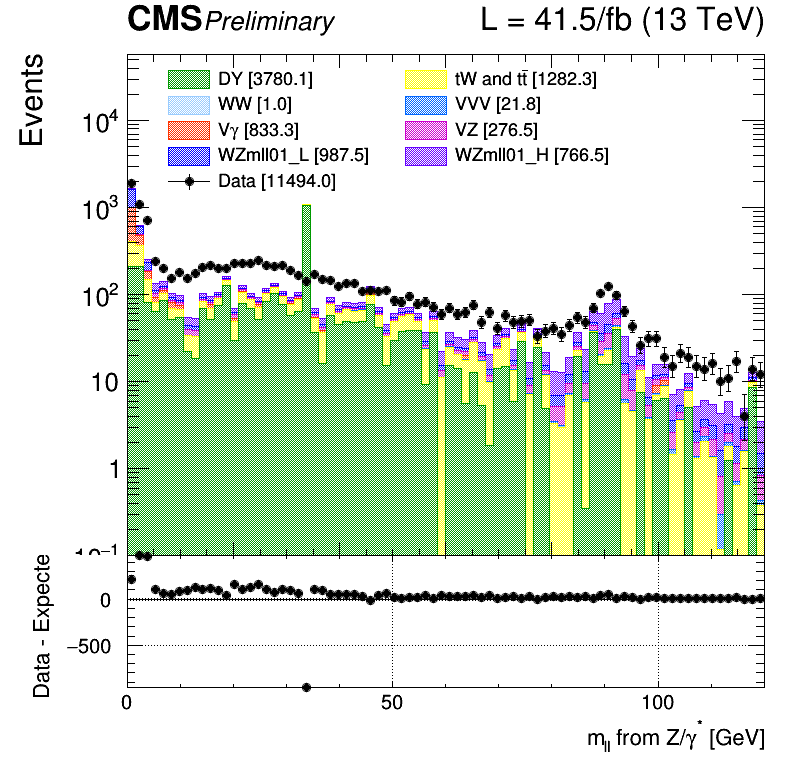 CMS Preliminary L = 41.5/fb (13 TeV)
Events
DY [3780.1] tW and tt̄ [1282.3]
WW [1.0] VVV [21.8]
Vγ [833.3] VZ [276.5]
WZmll01_L [987.5] WZmll01_H [766.5]
Data [11494.0]
10⁴
10³
10²
10
1
10⁻¹
Data - Expecte
0
−500
0 50 100
m_ll from Z/γ* [GeV]